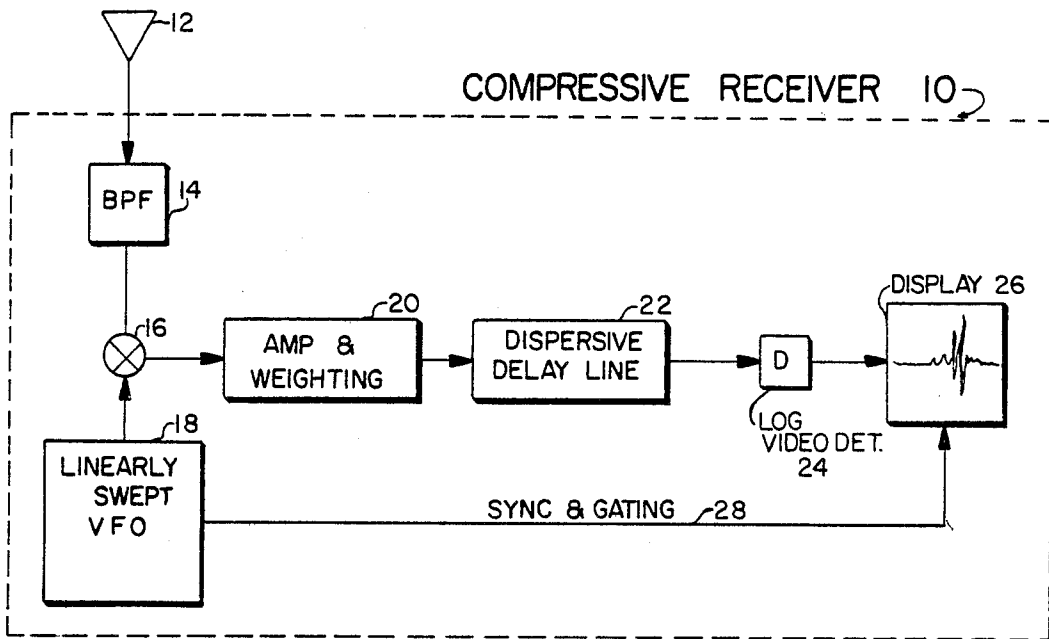 12
COMPRESSIVE RECEIVER 10
BPF
14
16
20
AMP &
WEIGHTING
22
DISPERSIVE
DELAY LINE
DISPLAY 26
D
LOG
VIDEO DET.
24
18
LINEARLY
SWEPT
VFO
SYNC & GATING 28